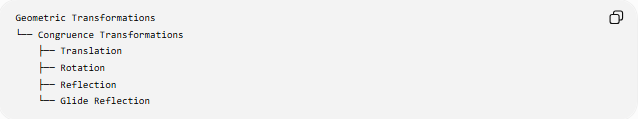 Geometric Transformations
└── Congruence Transformations
    ├── Translation
    ├── Rotation
    ├── Reflection
    └── Glide Reflection